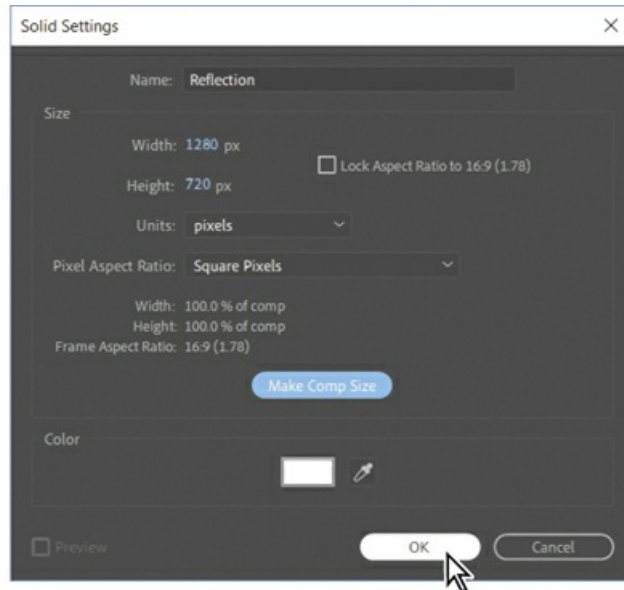 Solid Settings
Name: Reflection
Size
Width: 1280 px
Lock Aspect Ratio to 16:9 (1.78)
Height: 720 px
Units: pixels
Pixel Aspect Ratio: Square Pixels
Width: 100.0 % of comp
Height: 100.0 % of comp
Frame Aspect Ratio: 16:9 (1.78)
Make Comp Size
Color
Preview
OK
Cancel